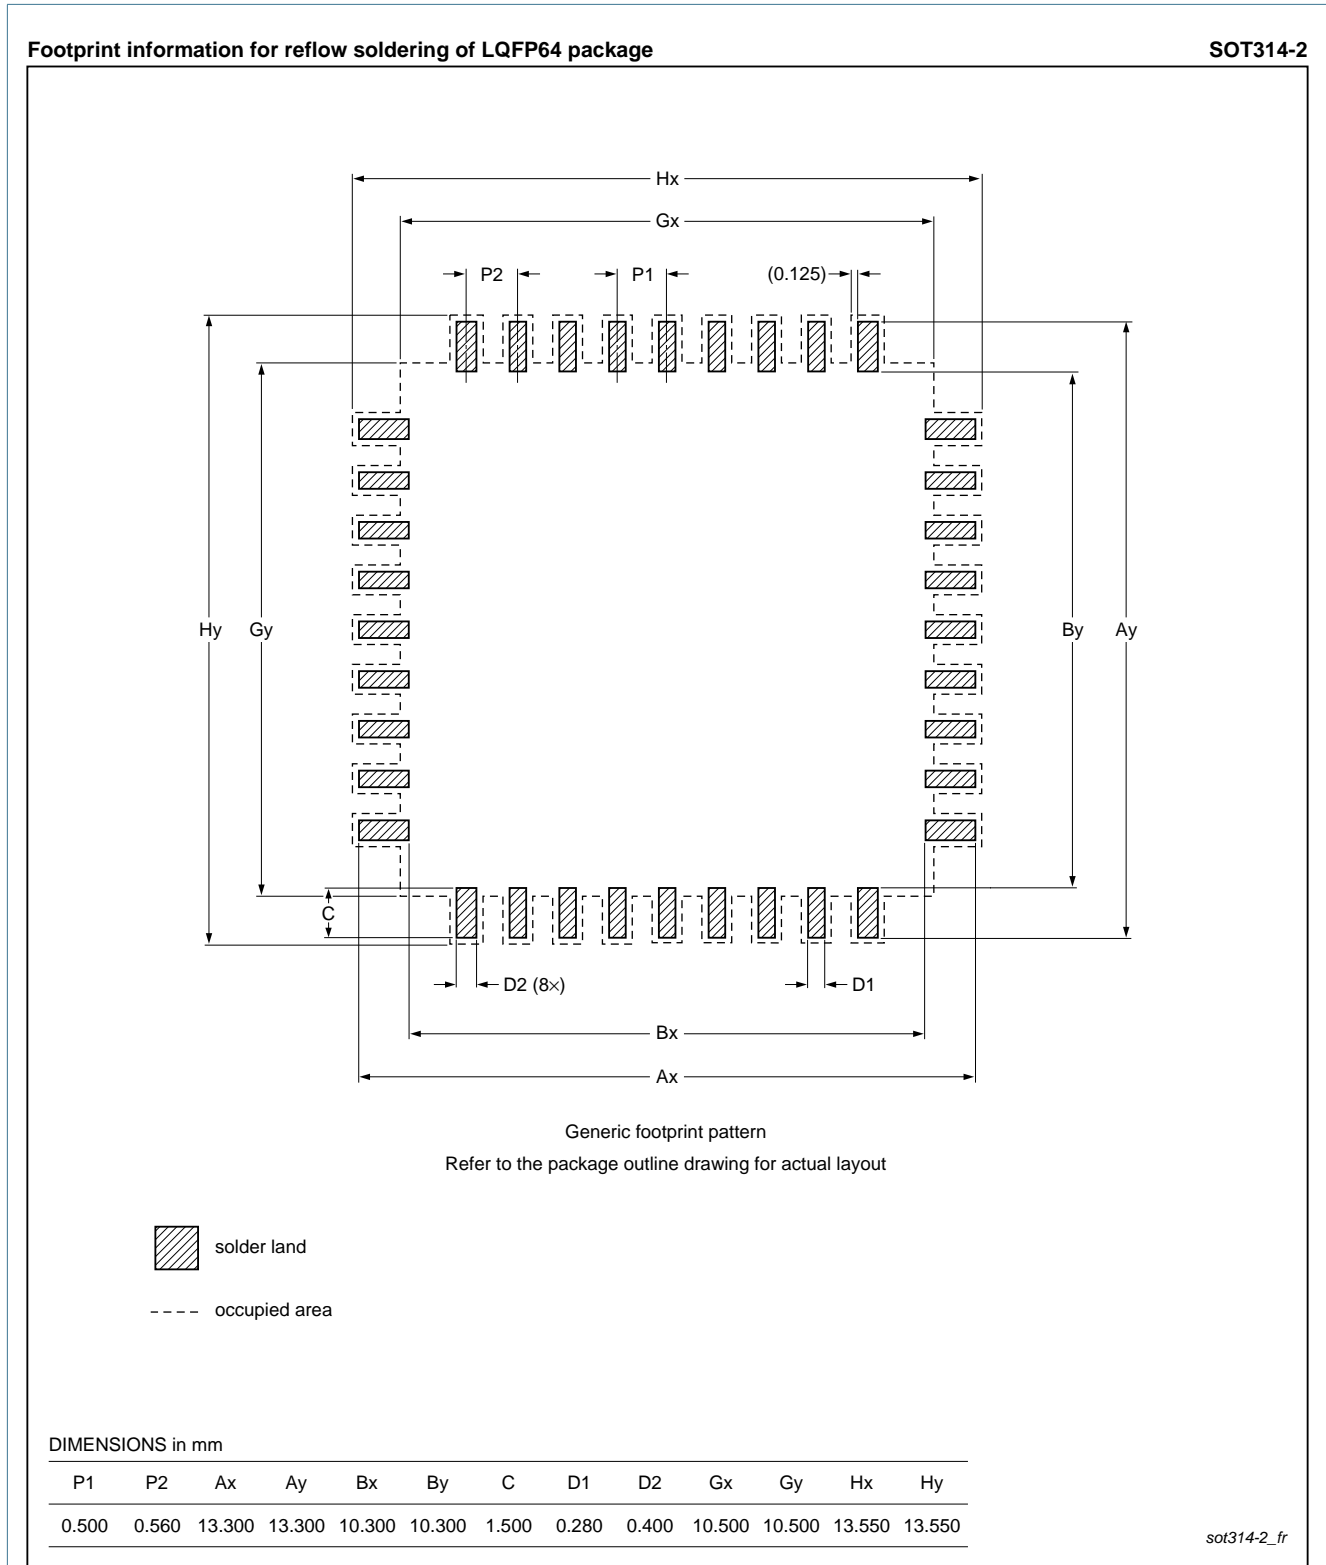 Footprint information for reflow soldering of LQFP64 package SOT314-2
Hx
Gx
P2 P1 (0.125)
Hy Gy By Ay
C
D2 (8×) D1
Bx
Ax
Generic footprint pattern
Refer to the package outline drawing for actual layout
solder land
occupied area
DIMENSIONS in mm
P1 P2 Ax Ay Bx By C D1 D2 Gx Gy Hx Hy
0.500 0.560 13.300 13.300 10.300 10.300 1.500 0.280 0.400 10.500 10.500 13.550 13.550
sot314-2_fr